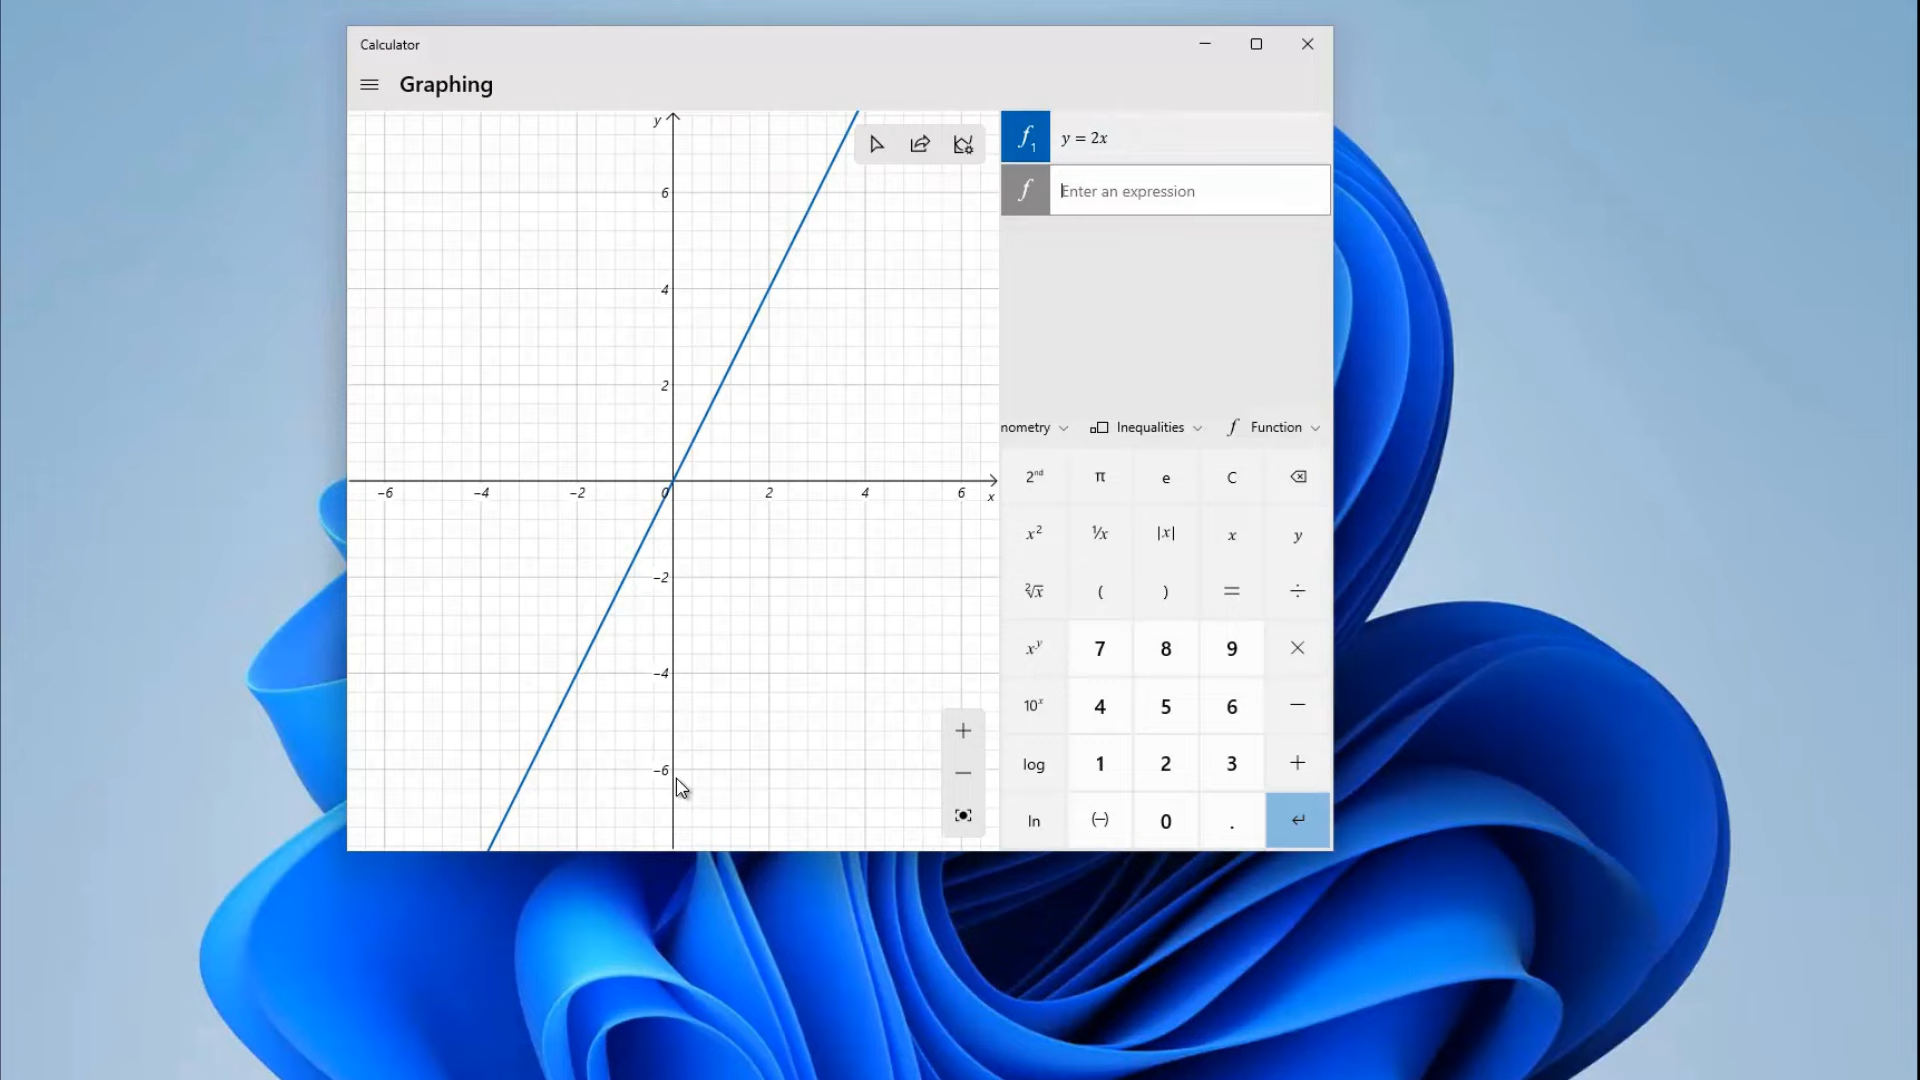 Calculator
Graphing
y
6
4
2
−6 −4 −2 0 2 4 6 x
−2
−4
−6
f1 y = 2x
f Enter an expression
nometry Inequalities f Function
2nd π e C
x² ¹⁄x |x| x y
²√x ( ) = ÷
xʸ 7 8 9 ×
10ˣ 4 5 6 −
log 1 2 3 +
ln (−) 0 .